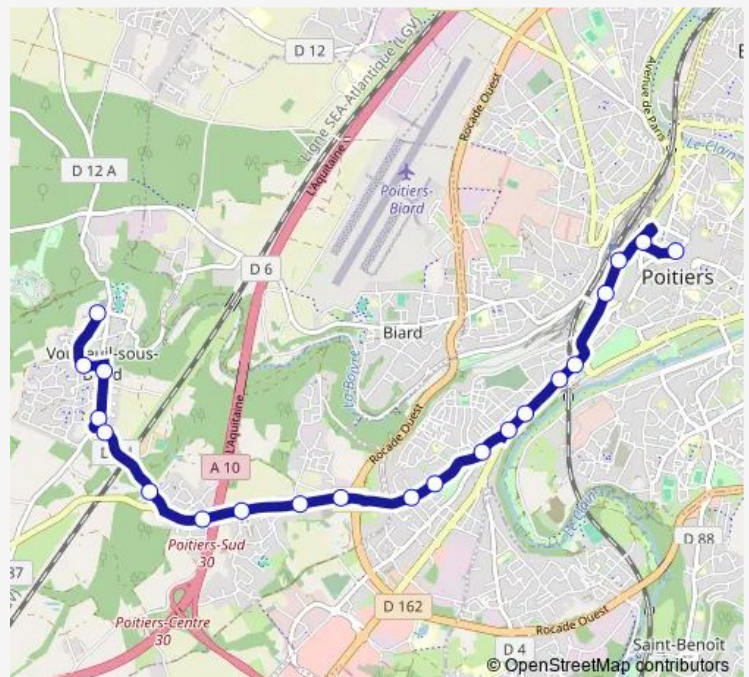 D 12
Ligne SEA-Atlantique (LGV)
L'Aquitaine
Rocade Ouest
Avenue de Paris
Le Clain
D 12 A
Poitiers-
Biard
D 6
Poitiers
Biard
La Boivre
L'Aquitaine
Rocade Ouest
A 10
Poitiers-Sud
30
Poitiers-Centre
30
87
D 88
D 162
Rocade Ouest
D 4
Saint-Benoît
© OpenStreetMap contributors